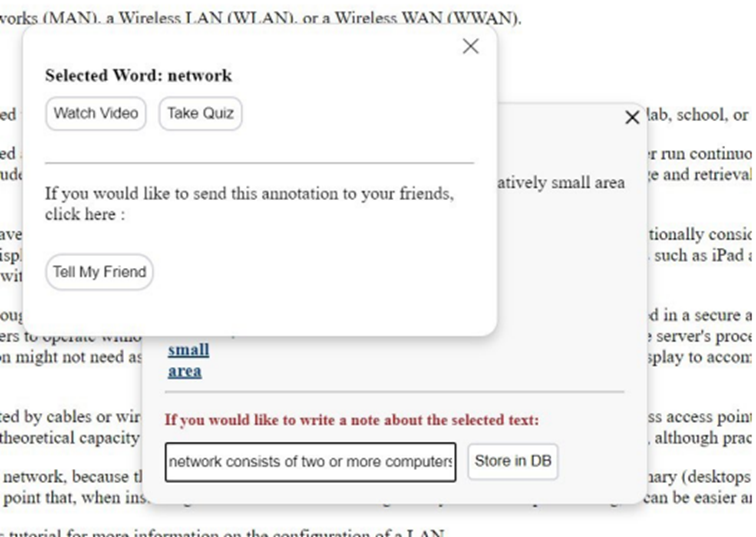 works (MAN), a Wireless LAN (WLAN), or a Wireless WAN (WWAN).
Selected Word: network
Watch Video Take Quiz
If you would like to send this annotation to your friends,
click here :
Tell My Friend
ed lab, school, or
ed er run continuo
ude ge and retrieval
atively small area
ave tionally consid
ispl such as iPad a
wit
oug d in a secure a
ers to operate witho e server's proce
on might not need as splay to accom
small
area
ted by cables or wir ss access point
theoretical capacity , although prac
If you would like to write a note about the selected text:
network consists of two or more computers Store in DB
network, because th nary (desktops
point that, when ins can be easier an
tutorial for more information on the configuration of a LAN.